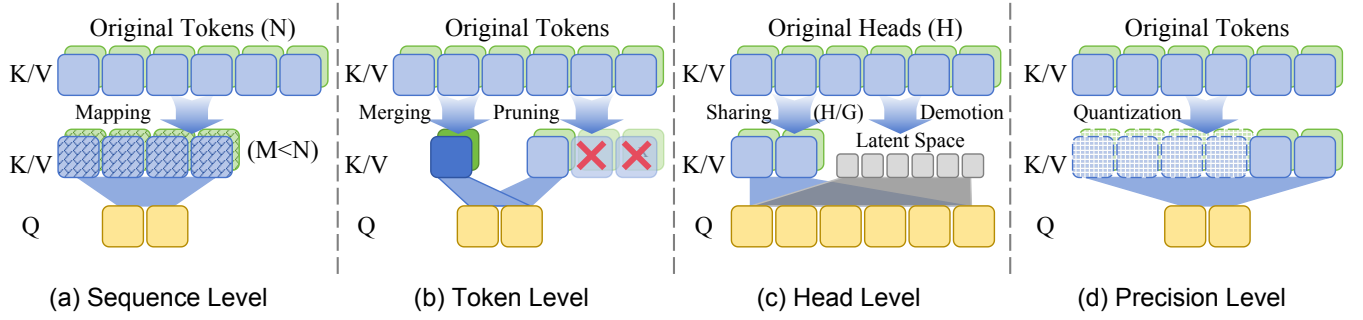 Original Tokens (N)
K/V
Mapping
K/V
(M<N)
Q
(a) Sequence Level
Original Tokens
K/V
Merging
Pruning
K/V
Q
(b) Token Level
Original Heads (H)
K/V
Sharing
(H/G)
Demotion
Latent Space
K/V
Q
(c) Head Level
Original Tokens
K/V
Quantization
K/V
Q
(d) Precision Level